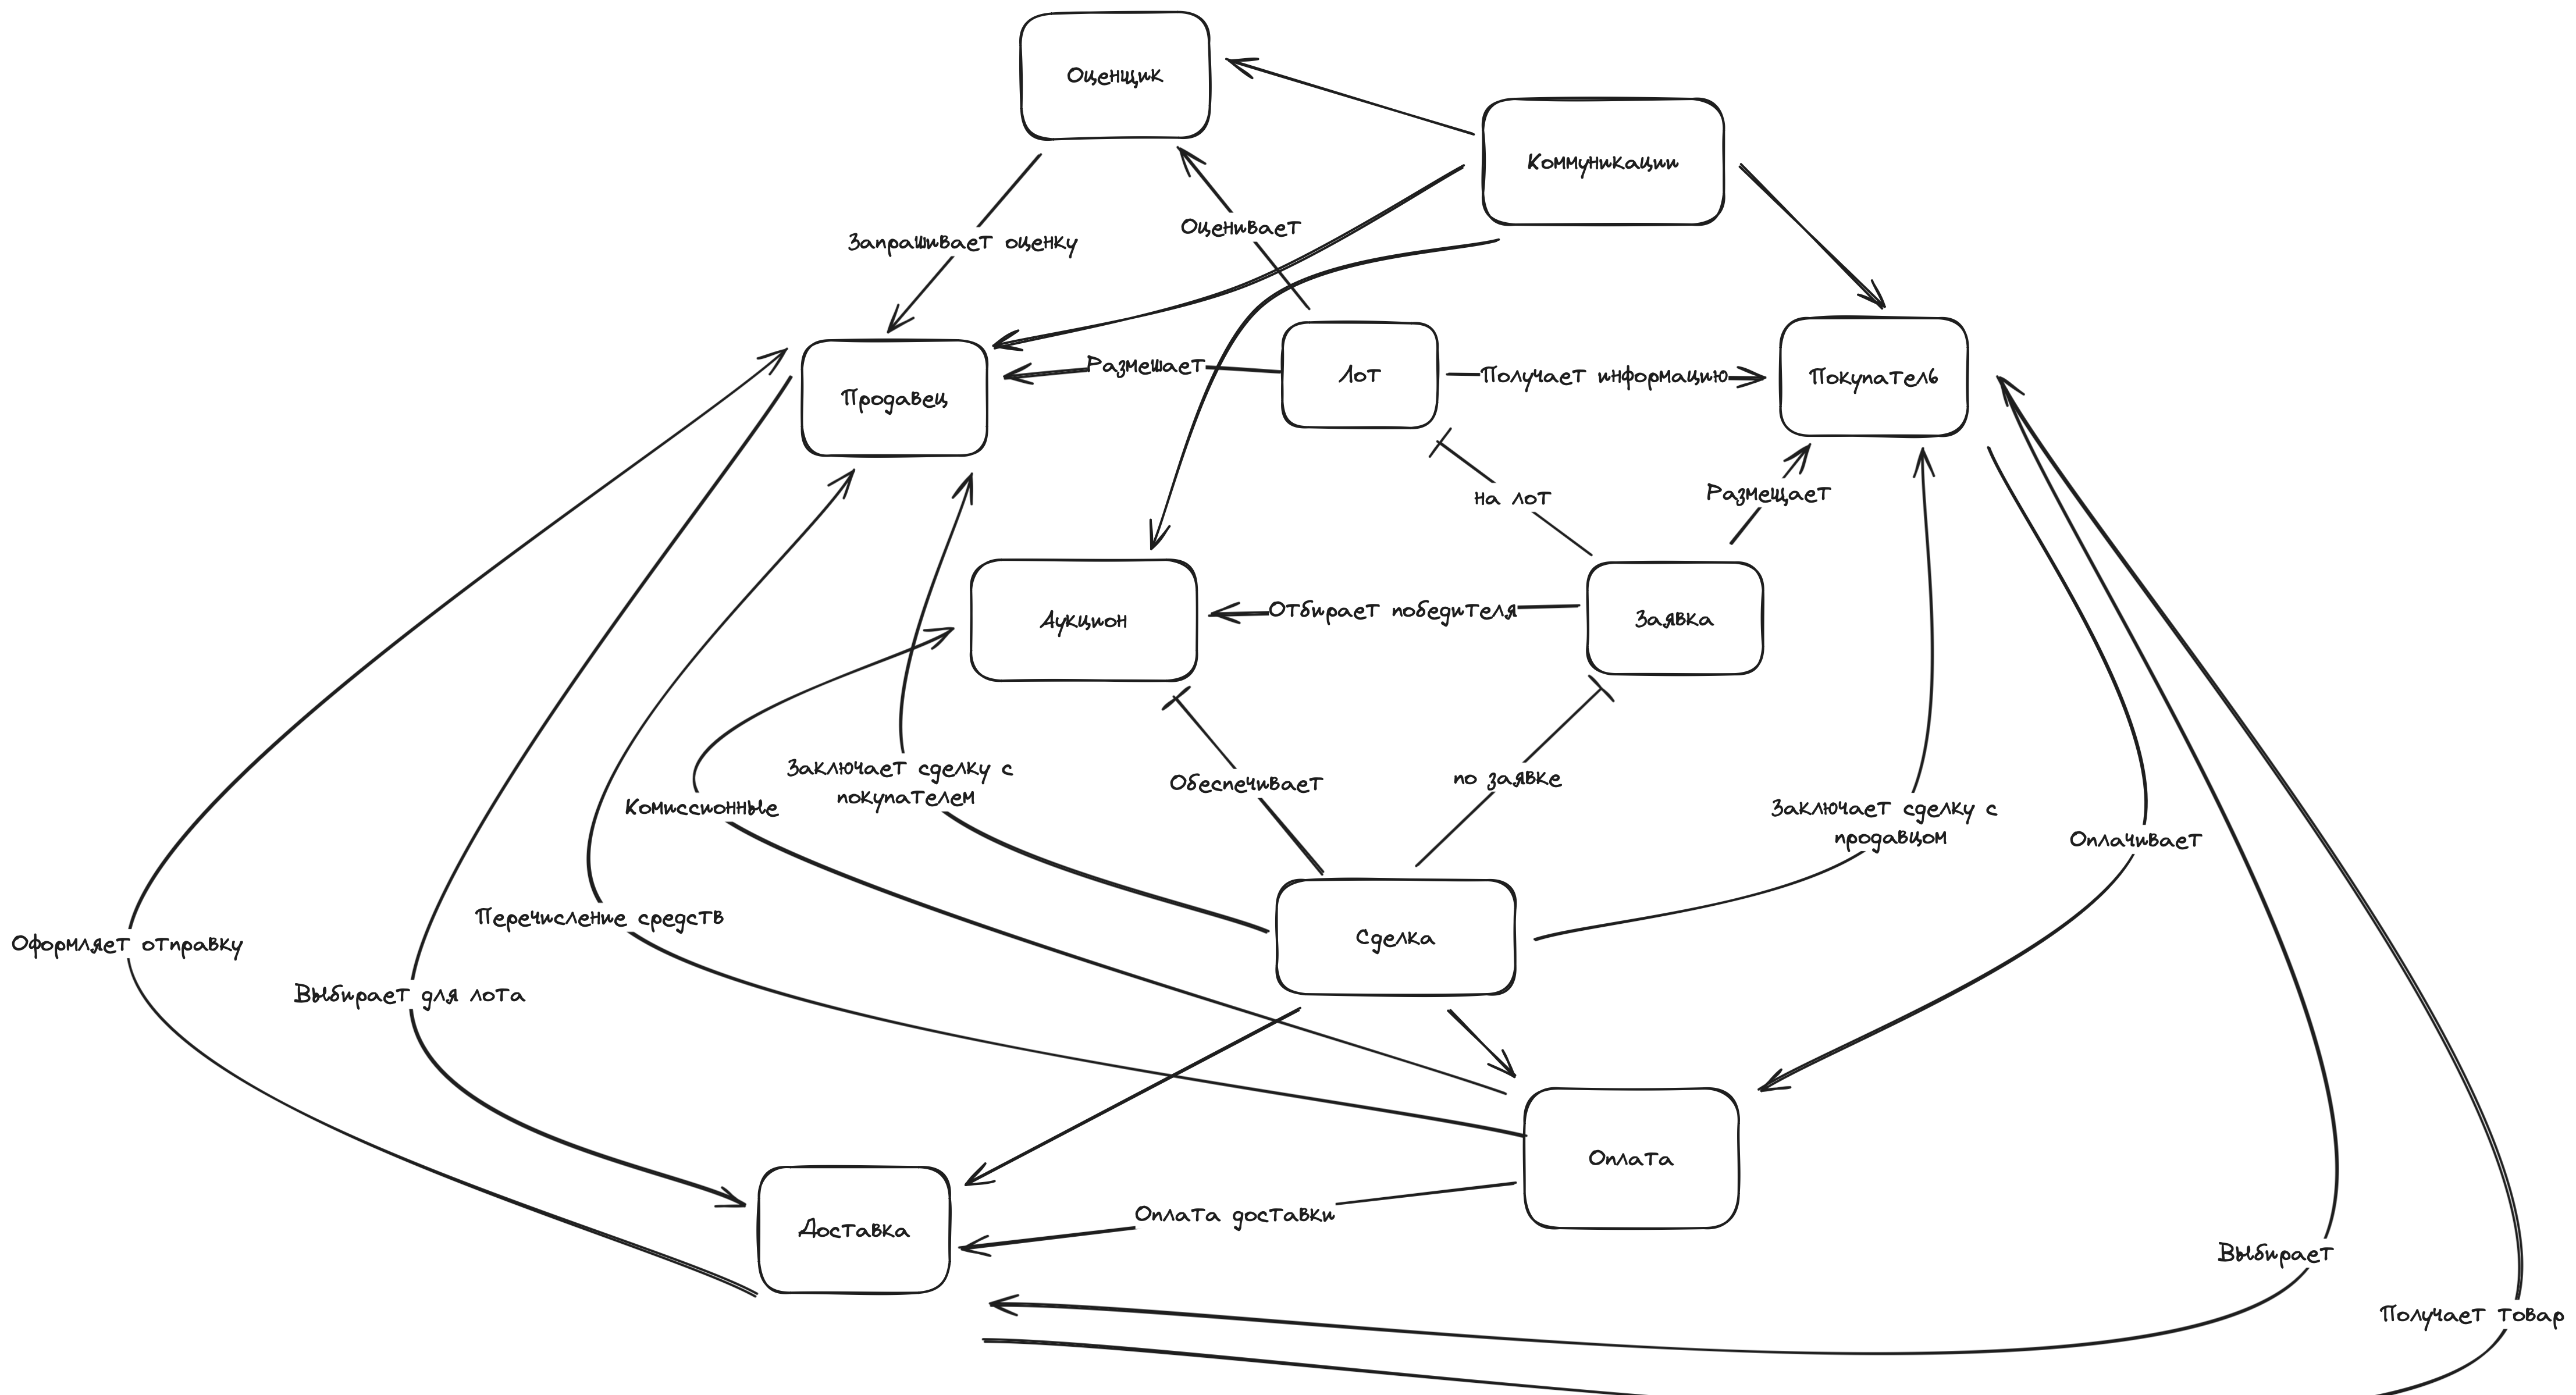 Оценщик
Коммуникации
Оценивает
Запрашивает оценку
Размешает
Лот
Получает информацию
Покупатель
Продавец
на лот
Размещает
Отбирает победителя
Аукцион
Заявка
Заключает сделку с
покупателем
Обеспечивает
по заявке
Комиссионные
Заключает сделку с
продавцом
Оплачивает
Перечисление средств
Сделка
Оформляет отправку
Выбирает для лота
Оплата
Оплата доставки
Доставка
Выбирает
Получает товар